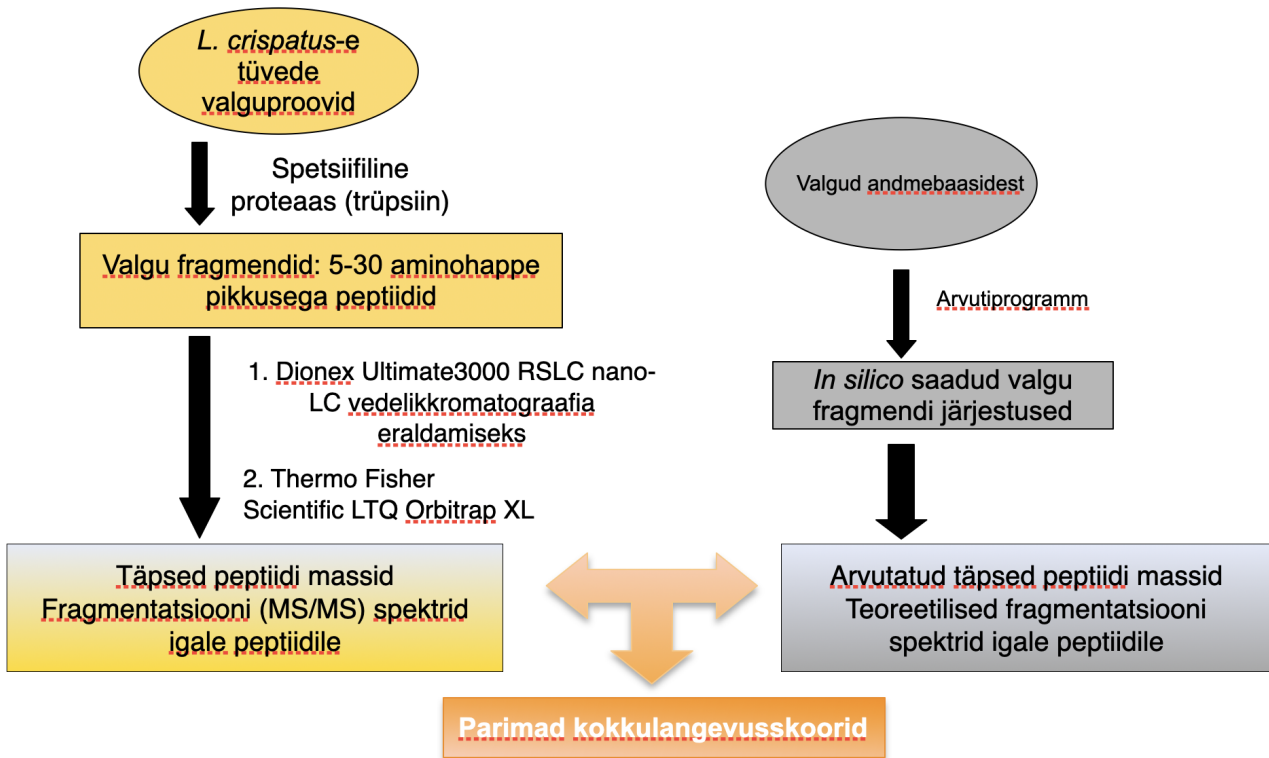 L. crispatus-e
tüvede
valguproovid
Spetsiifiline
proteaas (trüpsiin)
Valgu fragmendid: 5-30 aminohappe
pikkusega peptiidid
1. Dionex Ultimate3000 RSLC nano-
LC vedelikkromatograafia
eraldamiseks
2. Thermo Fisher
Scientific LTQ Orbitrap XL
Täpsed peptiidi massid
Fragmentatsiooni (MS/MS) spektrid
igale peptiidile
Valgud andmebaasidest
Arvutiprogramm
In silico saadud valgu
fragmendi järjestused
Arvutatud täpsed peptiidi massid
Teoreetilised fragmentatsiooni
spektrid igale peptiidile
Parimad kokkulangevusskoorid